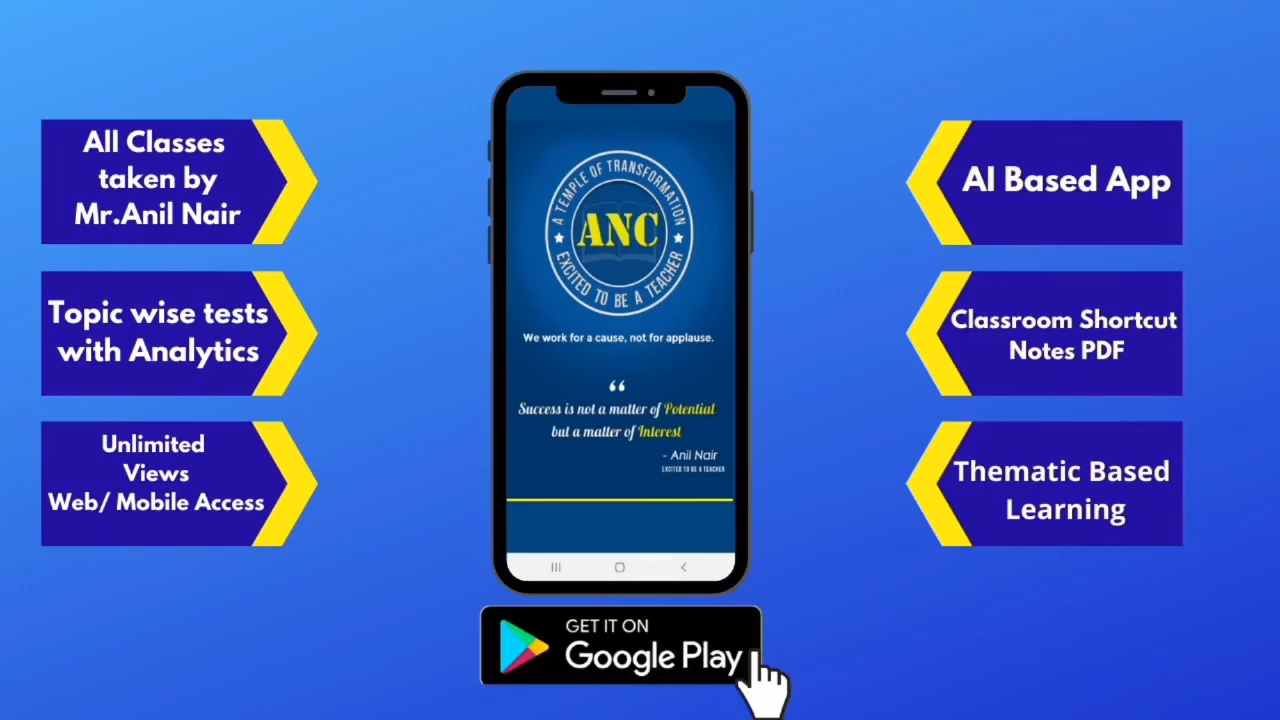 All Classes
taken by
Mr.Anil Nair
Topic wise tests
with Analytics
Unlimited
Views
Web/ Mobile Access
A TEMPLE OF TRANSFORMATION
ANC
EXCITED TO BE A TEACHER
We work for a cause, not for applause.
“
Success is not a matter of Potential
but a matter of Interest
- Anil Nair
EXCITED TO BE A TEACHER
GET IT ON
Google Play
AI Based App
Classroom Shortcut
Notes PDF
Thematic Based
Learning